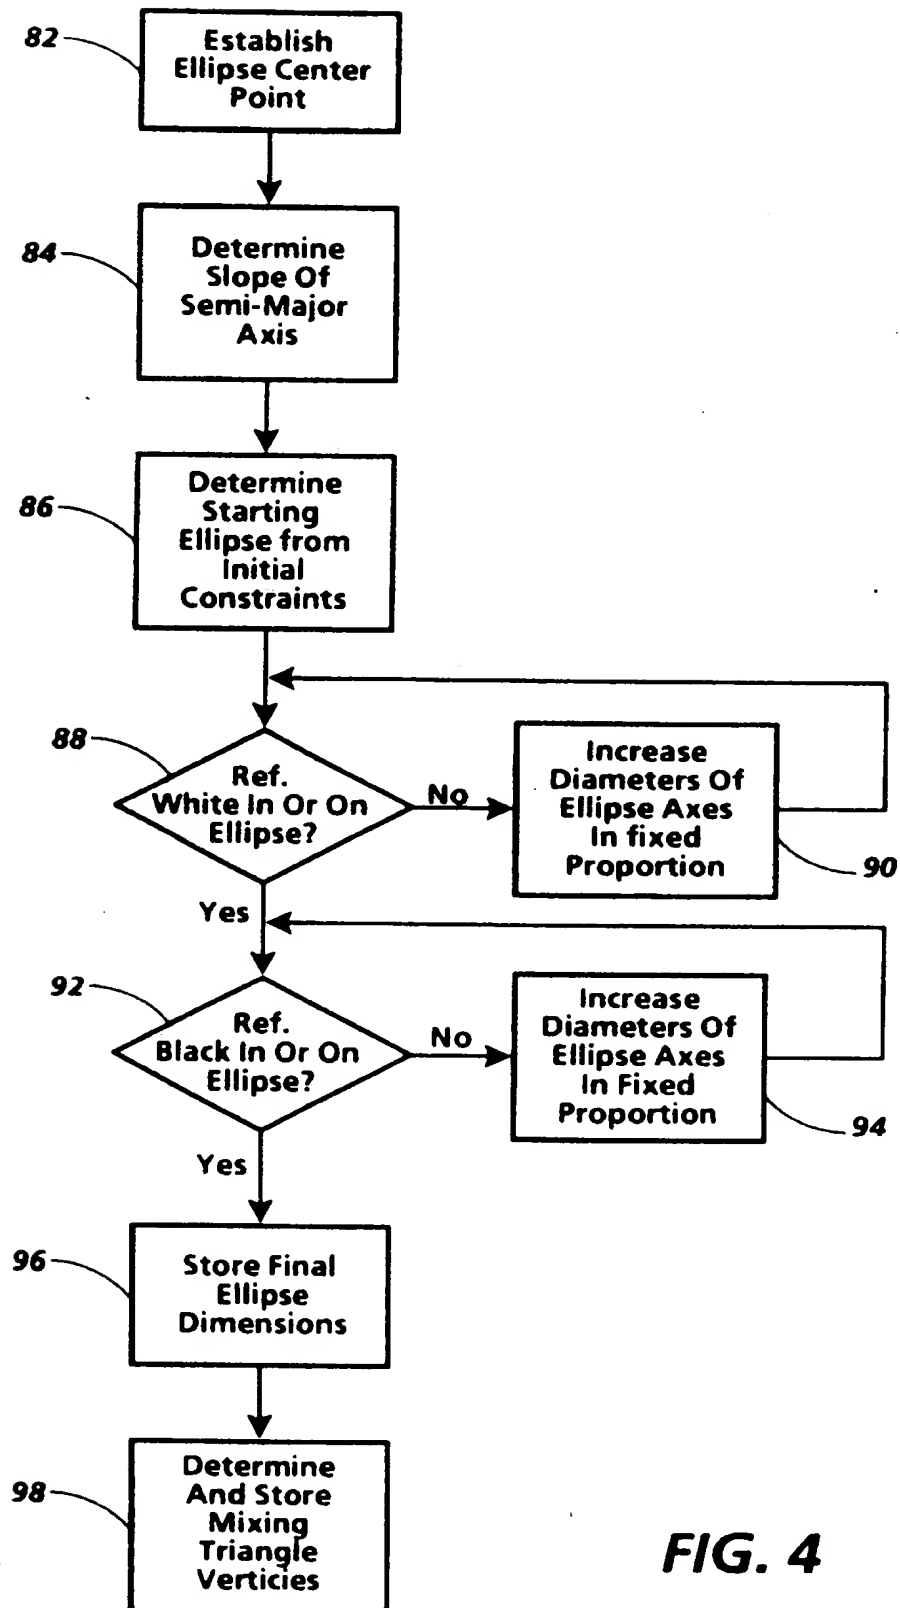 82
Establish
Ellipse Center
Point
84
Determine
Slope Of
Semi-Major
Axis
86
Determine
Starting
Ellipse from
Initial
Constraints
88
Ref.
White In Or On
Ellipse?
No
Increase
Diameters Of
Ellipse Axes
In fixed
Proportion
90
Yes
92
Ref.
Black In Or On
Ellipse?
No
Increase
Diameters Of
Ellipse Axes
In Fixed
Proportion
94
Yes
96
Store Final
Ellipse
Dimensions
98
Determine
And Store
Mixing
Triangle
Verticies
FIG. 4